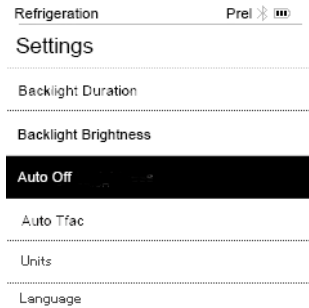 Refrigeration Prel
Settings
Backlight Duration
Backlight Brightness
Auto Off
Auto Tfac
Units
Language